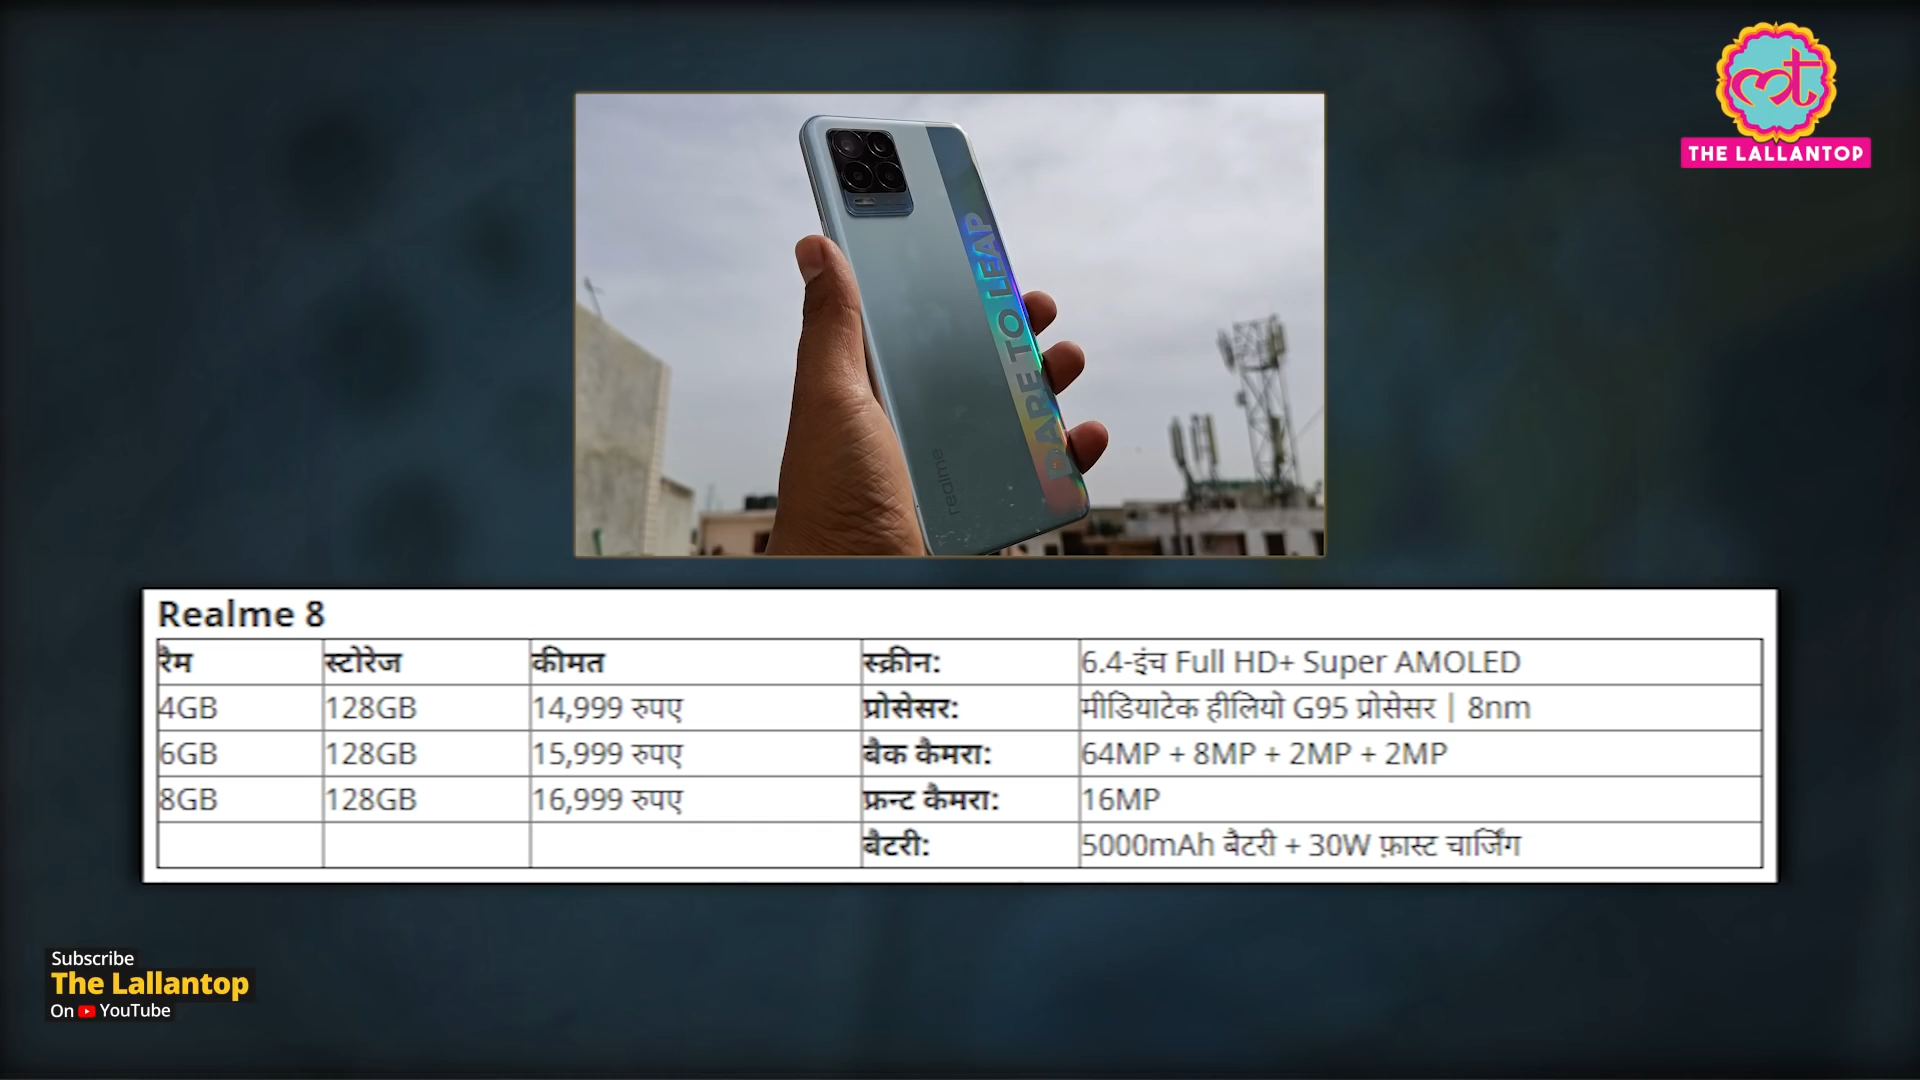 लT
THE LALLANTOP
DARE TO LEAP
realme
Realme 8
रैम स्टोरेज कीमत स्क्रीन: 6.4-इंच Full HD+ Super AMOLED
4GB 128GB 14,999 रुपए प्रोसेसर: मीडियाटेक हीलियो G95 प्रोसेसर | 8nm
6GB 128GB 15,999 रुपए बैक कैमरा: 64MP + 8MP + 2MP + 2MP
8GB 128GB 16,999 रुपए फ्रन्ट कैमरा: 16MP
बैटरी: 5000mAh बैटरी + 30W फ़ास्ट चार्जिंग
Subscribe
The Lallantop
On YouTube